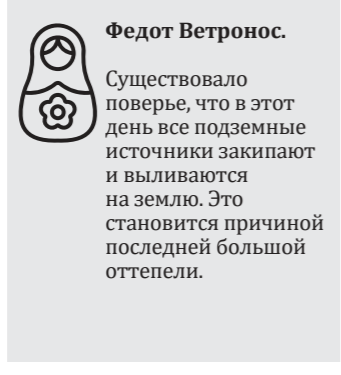 Федот Ветронос.
Существовало
поверье, что в этот
день все подземные
источники закипают
и выливаются
на землю. Это
становится причиной
последней большой
оттепели.